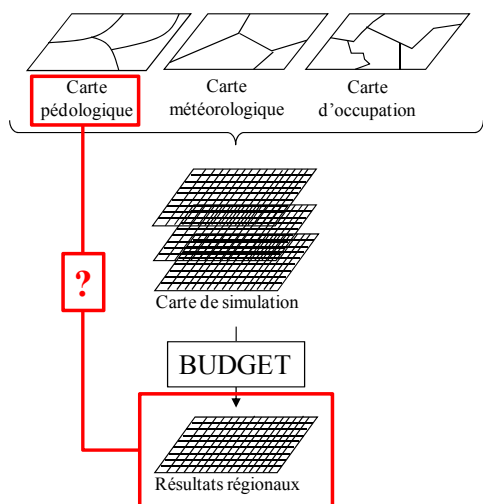 Carte
pédologique
Carte
météorologique
Carte
d'occupation
?
Carte de simulation
BUDGET
Résultats régionaux